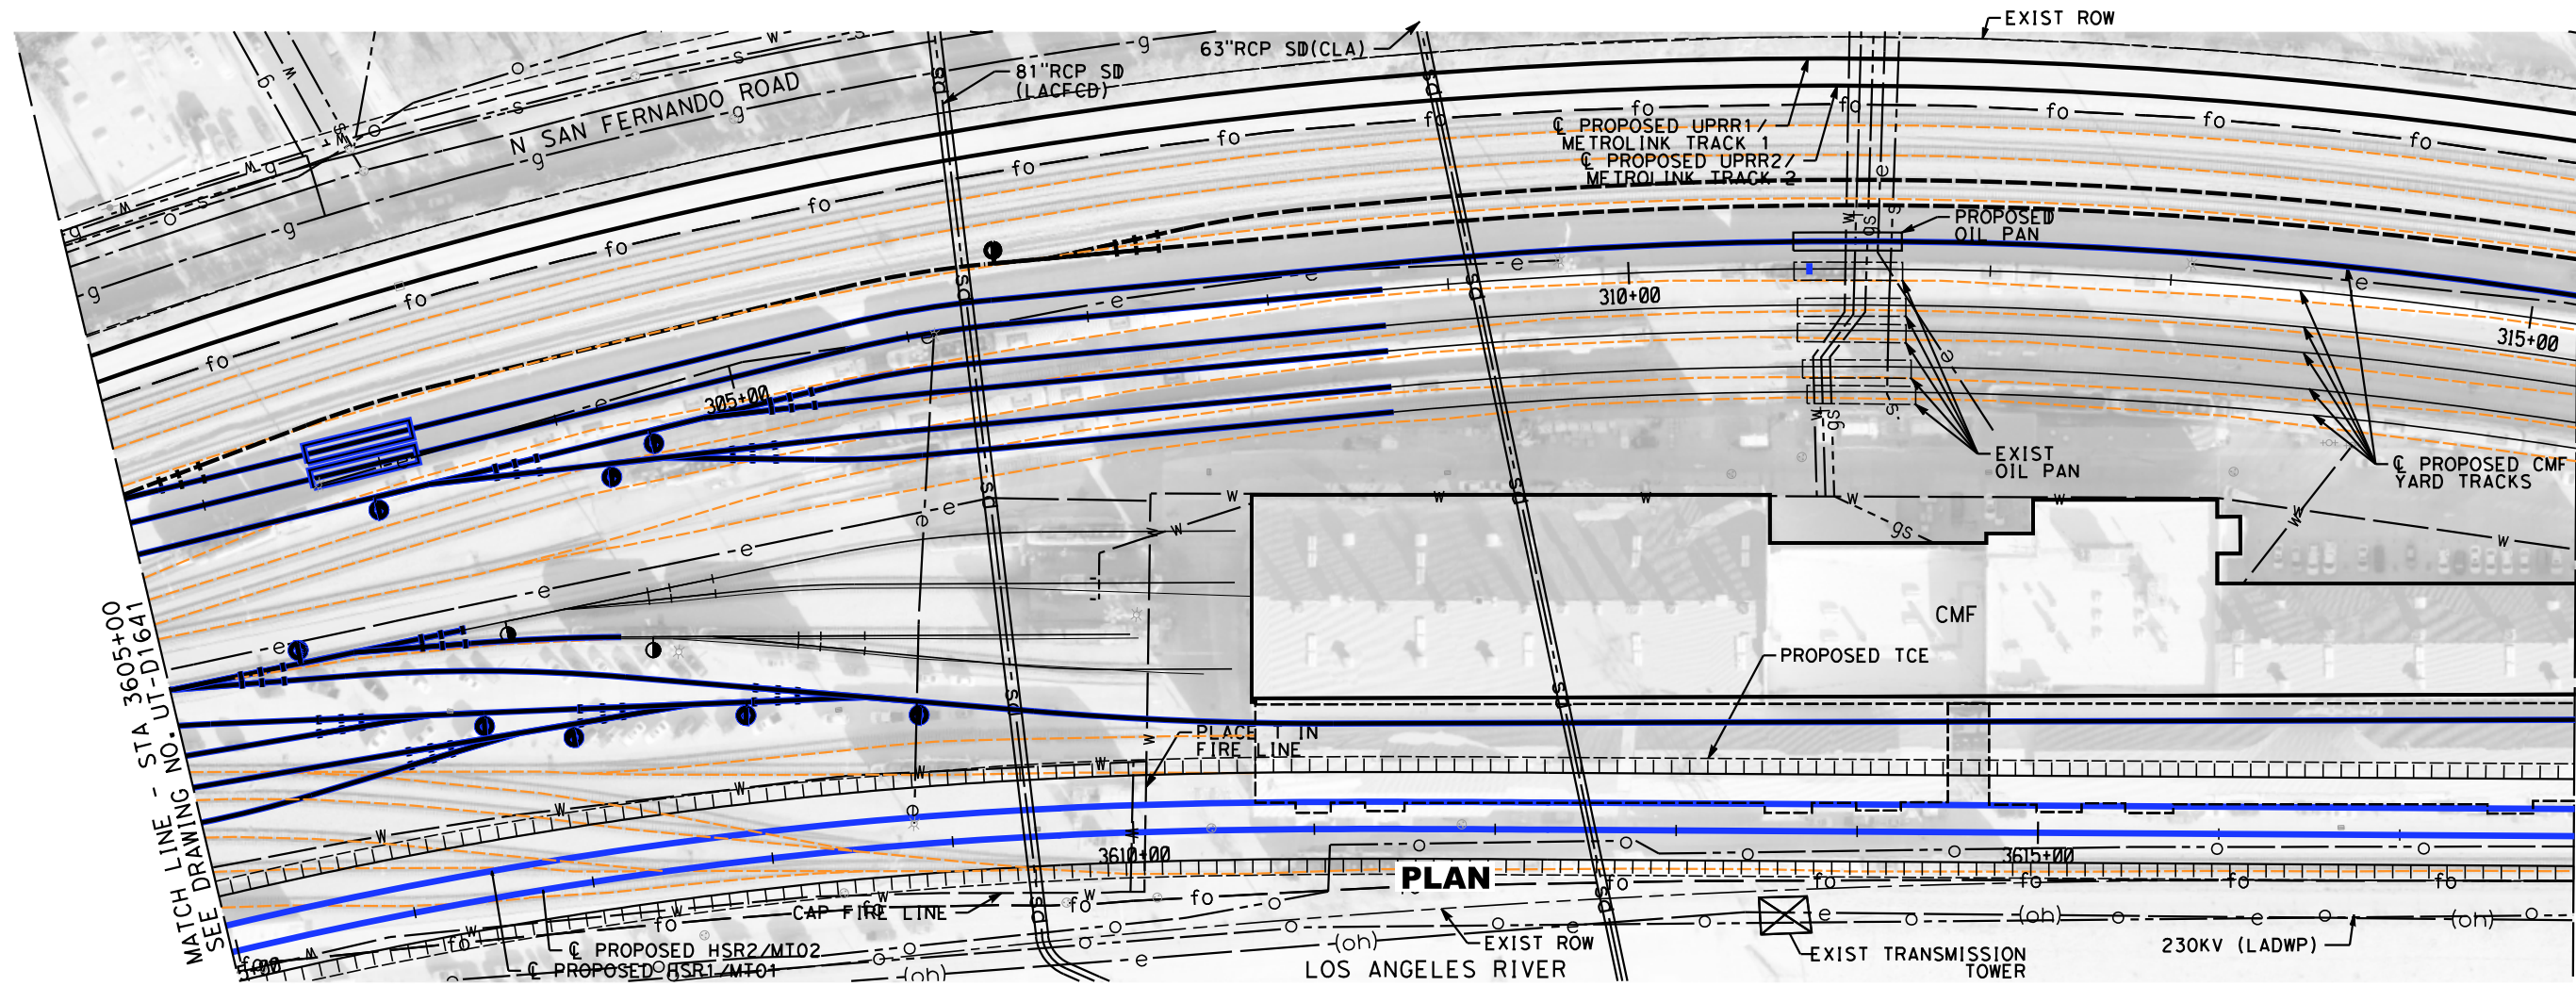 EXIST ROW
63"RCP SD(CLA)
81"RCP SD
(LACFCD)
N SAN FERNANDO ROAD
℄ PROPOSED UPRR1/
METROLINK TRACK 1
℄ PROPOSED UPRR2/
METROLINK TRACK 2
PROPOSED
OIL PAN
310+00
315+00
305+00
EXIST
OIL PAN
℄ PROPOSED CMF
YARD TRACKS
CMF
PROPOSED TCE
PLACE T IN
FIRE LINE
MATCH LINE - STA 3605+00
SEE DRAWING NO. UT-D1641
3610+00
3615+00
PLAN
CAP FIRE LINE
℄ PROPOSED HSR2/MT02
℄ PROPOSED HSR1/MT01
EXIST ROW
LOS ANGELES RIVER
EXIST TRANSMISSION
TOWER
230KV (LADWP)